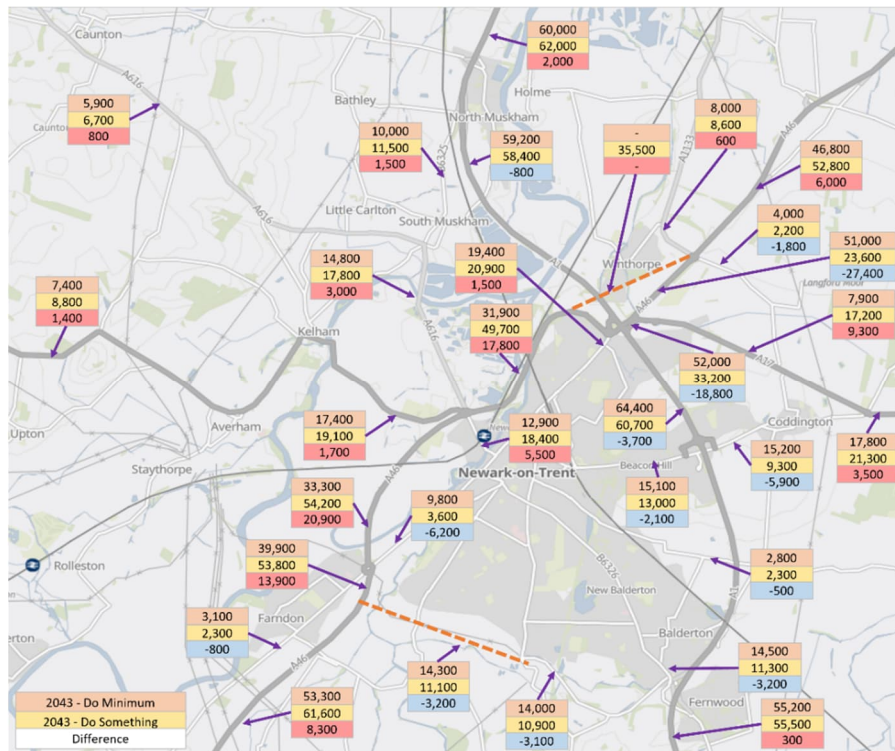 Caunton
A616
Caunton
5,900
6,700
800
Bathley
10,000
11,500
1,500
B6325
60,000
62,000
2,000
Holme
North Muskham
59,200
58,400
-800
-
35,500
-
8,000
8,600
600
A1133
A46
46,800
52,800
6,000
4,000
2,200
-1,800
51,000
23,600
-27,400
Langford Moor
Little Carlton
South Muskham
A616
A1
Winthorpe
A46
7,400
8,800
1,400
14,800
17,800
3,000
A616
19,400
20,900
1,500
31,900
49,700
17,800
7,900
17,200
9,300
A17
Kelham
Upton
Averham
Staythorpe
17,400
19,100
1,700
A46
12,900
18,400
5,500
Newark-on-Trent
52,000
33,200
-18,800
64,400
60,700
-3,700
Beacon Hill
15,100
13,000
-2,100
Coddington
15,200
9,300
-5,900
17,800
21,300
3,500
33,300
54,200
20,900
9,800
3,600
-6,200
39,900
53,800
13,900
Rolleston
B6326
New Balderton
A1
2,800
2,300
-500
Farndon
3,100
2,300
-800
A46
Balderton
14,300
11,100
-3,200
14,000
10,900
-3,100
14,500
11,300
-3,200
Fernwood
53,300
61,600
8,300
55,200
55,500
300
2043 - Do Minimum
2043 - Do Something
Difference